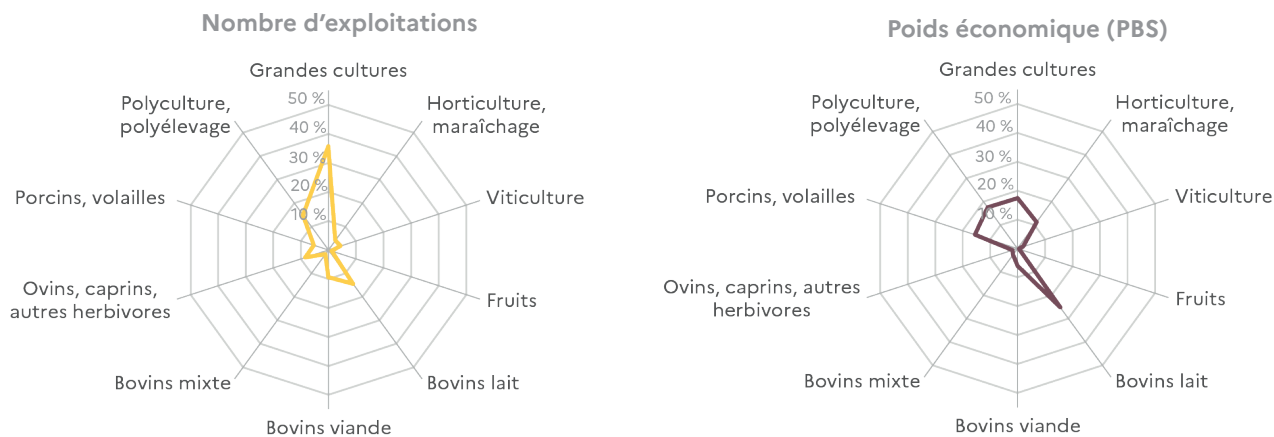 Nombre d'exploitations
Grandes cultures
50 %
40 %
30 %
20 %
10 %
Horticulture,
maraîchage
Viticulture
Fruits
Bovins lait
Bovins viande
Bovins mixte
Ovins, caprins,
autres herbivores
Porcins, volailles
Polyculture,
polyélevage
Poids économique (PBS)
Grandes cultures
50 %
40 %
30 %
20 %
10 %
Horticulture,
maraîchage
Viticulture
Fruits
Bovins lait
Bovins viande
Bovins mixte
Ovins, caprins, autres
herbivores
Porcins, volailles
Polyculture,
polyélevage